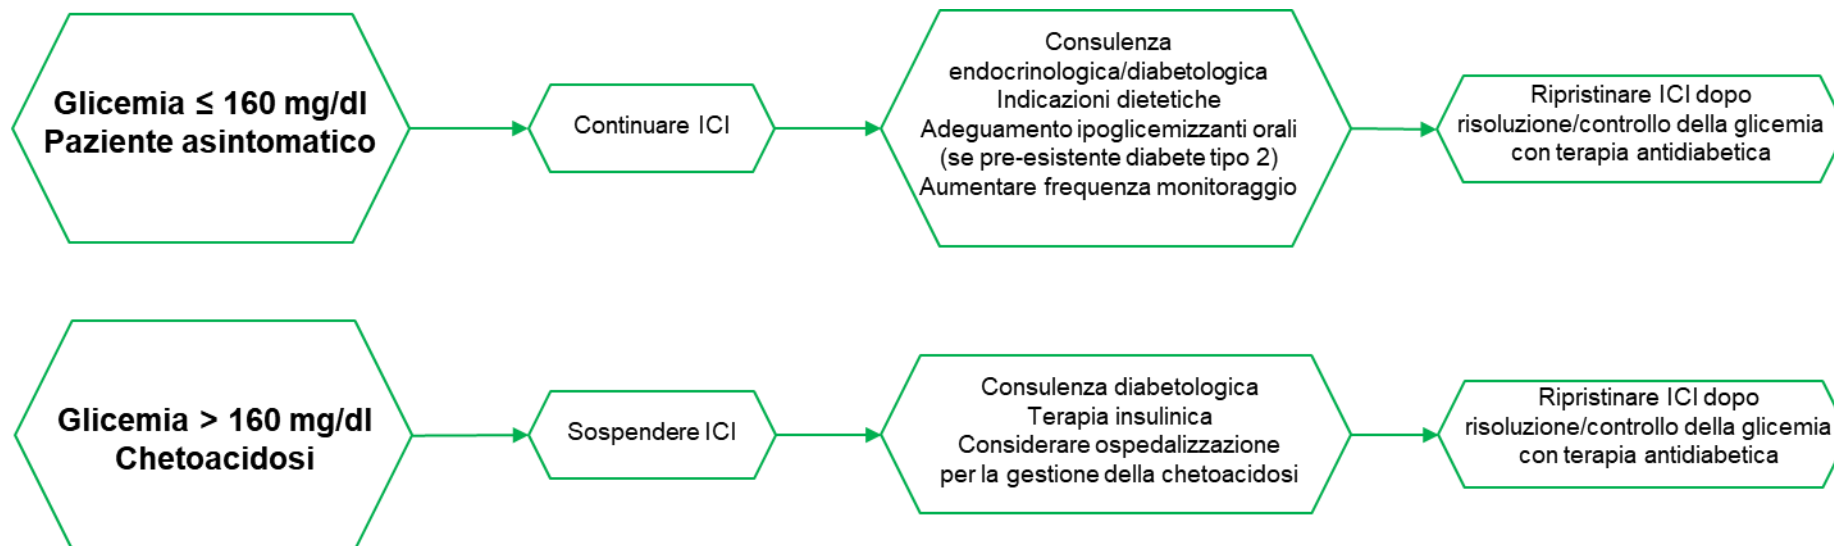 Glicemia ≤ 160 mg/dl
Paziente asintomatico
Continuare ICI
Consulenza
endocrinologica/diabetologica
Indicazioni dietetiche
Adeguamento ipoglicemizzanti orali
(se pre-esistente diabete tipo 2)
Aumentare frequenza monitoraggio
Ripristinare ICI dopo
risoluzione/controllo della glicemia
con terapia antidiabetica
Glicemia > 160 mg/dl
Chetoacidosi
Sospendere ICI
Consulenza diabetologica
Terapia insulinica
Considerare ospedalizzazione
per la gestione della chetoacidosi
Ripristinare ICI dopo
risoluzione/controllo della glicemia
con terapia antidiabetica